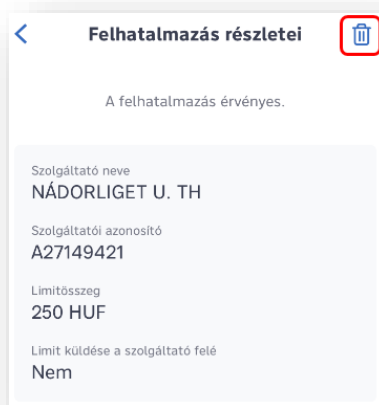 Felhatalmazás részletei
A felhatalmazás érvényes.
Szolgáltató neve
NÁDORLIGET U. TH
Szolgáltatói azonosító
A27149421
Limitösszeg
250 HUF
Limit küldése a szolgáltató felé
Nem